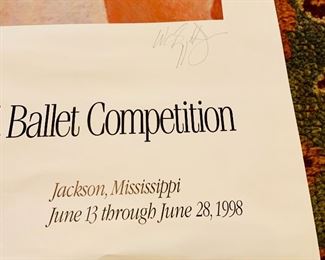 Ballet Competition
Jackson, Mississippi
June 13 through June 28, 1998